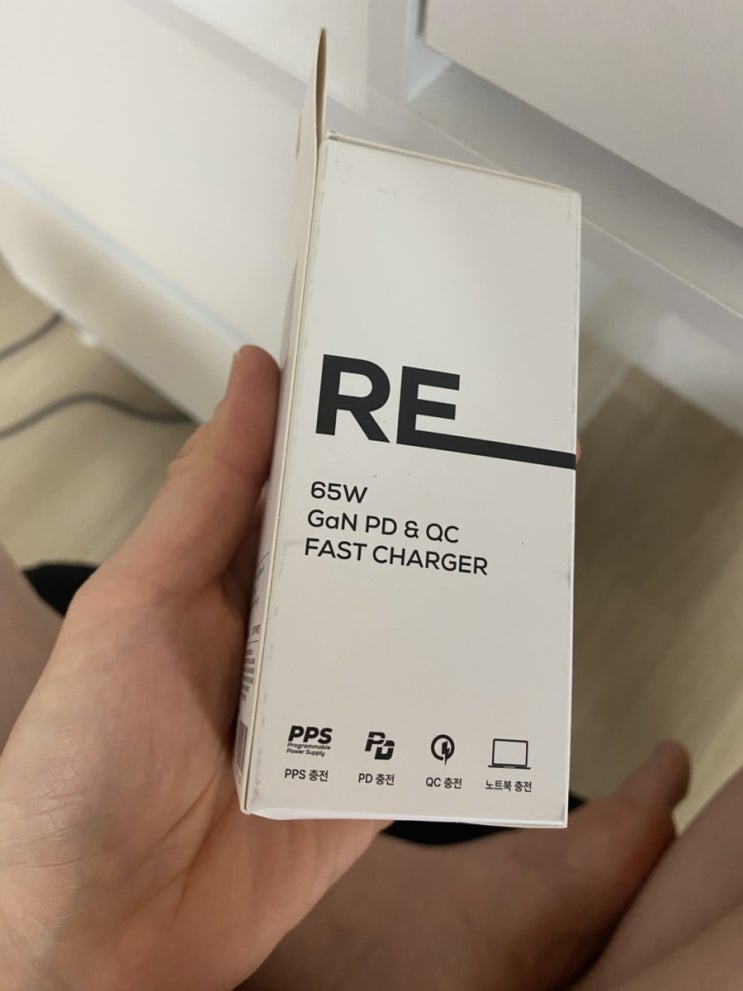 RE
65W
GaN PD & QC
FAST CHARGER
PPS
Programmable
Power Supply
PD
PPS 충전
PD 충전
QC 충전
노트북 충전